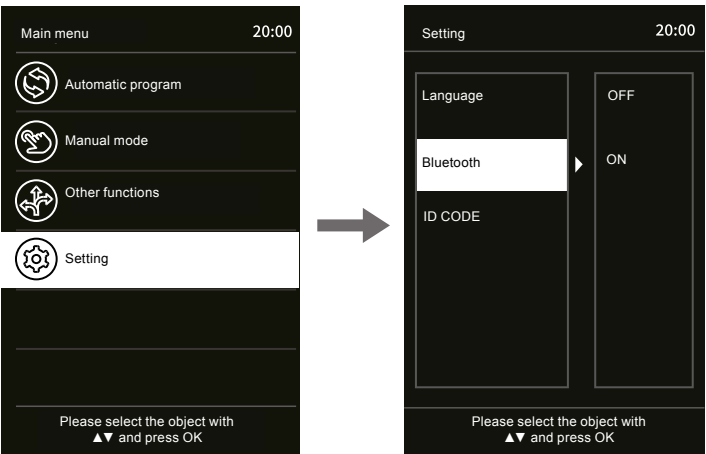 Main menu 20:00
Automatic program
Manual mode
Other functions
Setting
Please select the object with
▲▼ and press OK
Setting 20:00
Language
OFF
Bluetooth
ON
ID CODE
Please select the object with
▲▼ and press OK